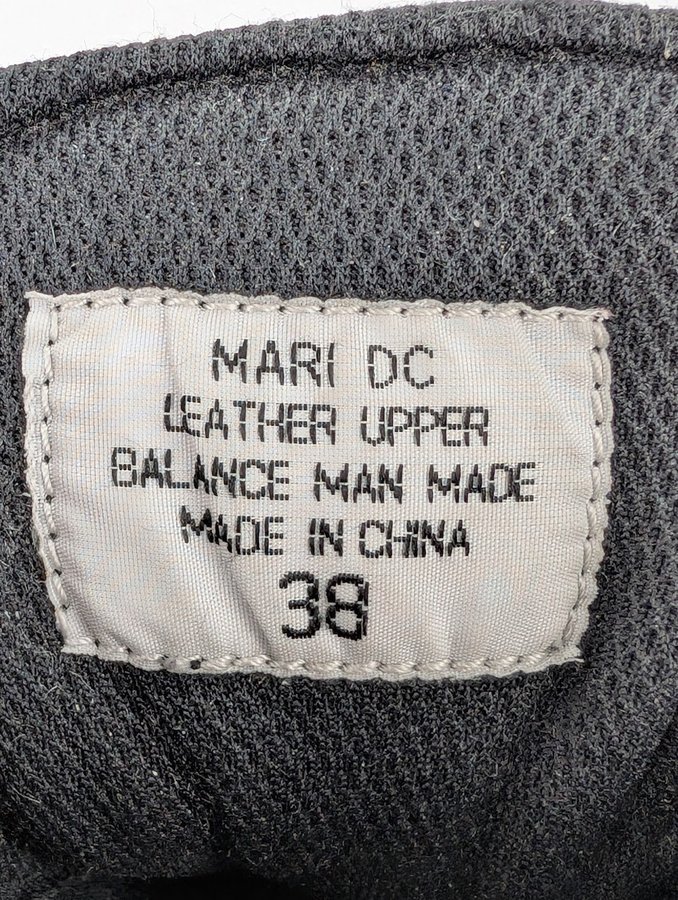 MARI DC
LEATHER UPPER
BALANCE MAN MADE
MADE IN CHINA
38